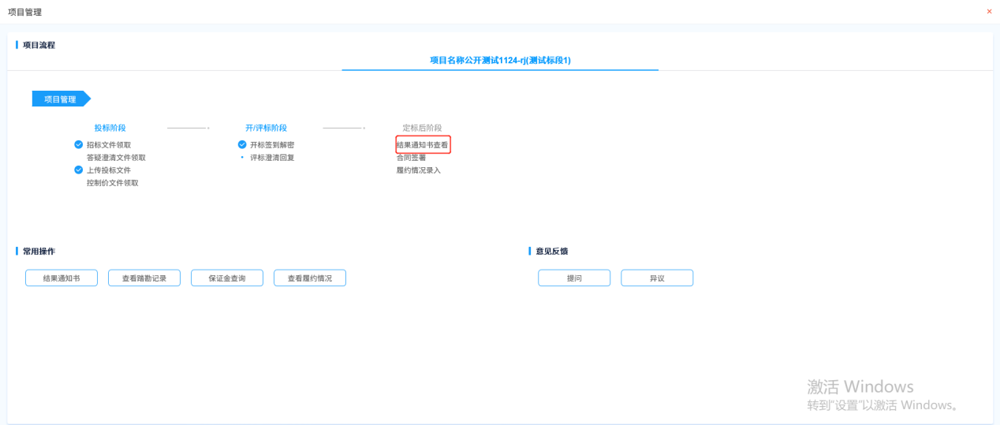 项目管理
×
项目流程
项目名称公开测试1124-rj(测试标段1)
项目管理
投标阶段
招标文件领取
答疑澄清文件领取
上传投标文件
控制价文件领取
开/评标阶段
开标签到解密
评标澄清回复
定标后阶段
结果通知书查看
合同签署
履约情况录入
常用操作
结果通知书 查看踏勘记录 保证金查询 查看履约情况
意见反馈
提问 异议
激活 Windows
转到"设置"以激活 Windows。